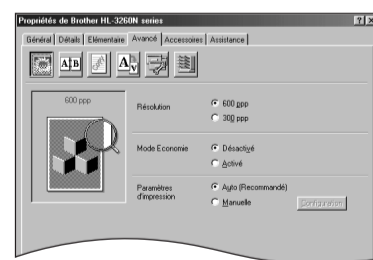 Propriétés de Brother HL-3260N series
Général Détails Elémentaire Avancé Accessoires Assistance
A B A v
600 ppp
Résolution
600 ppp
300 ppp
Mode Economie
Désactivé
Activé
Paramètres d'impression
Auto (Recommandé)
Manuelle
Configuration